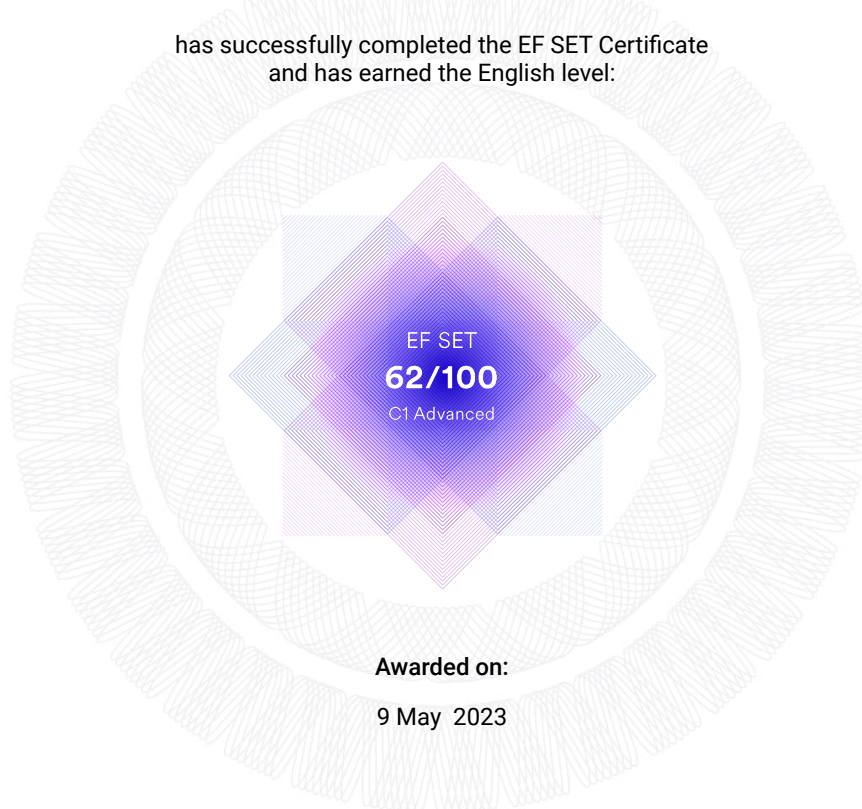 has successfully completed the EF SET Certificate
and has earned the English level:
EF SET
62/100
C1 Advanced
Awarded on:
9 May 2023